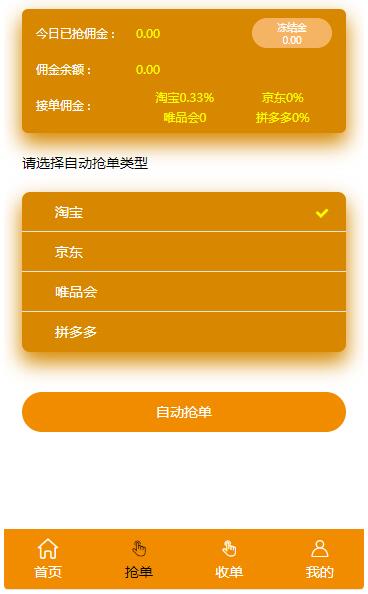 今日已抢佣金： 0.00 冻结金
0.00
佣金余额： 0.00
接单佣金： 淘宝0.33% 京东0%
唯品会0 拼多多0%
请选择自动抢单类型
淘宝
京东
唯品会
拼多多
自动抢单
首页 抢单 收单 我的